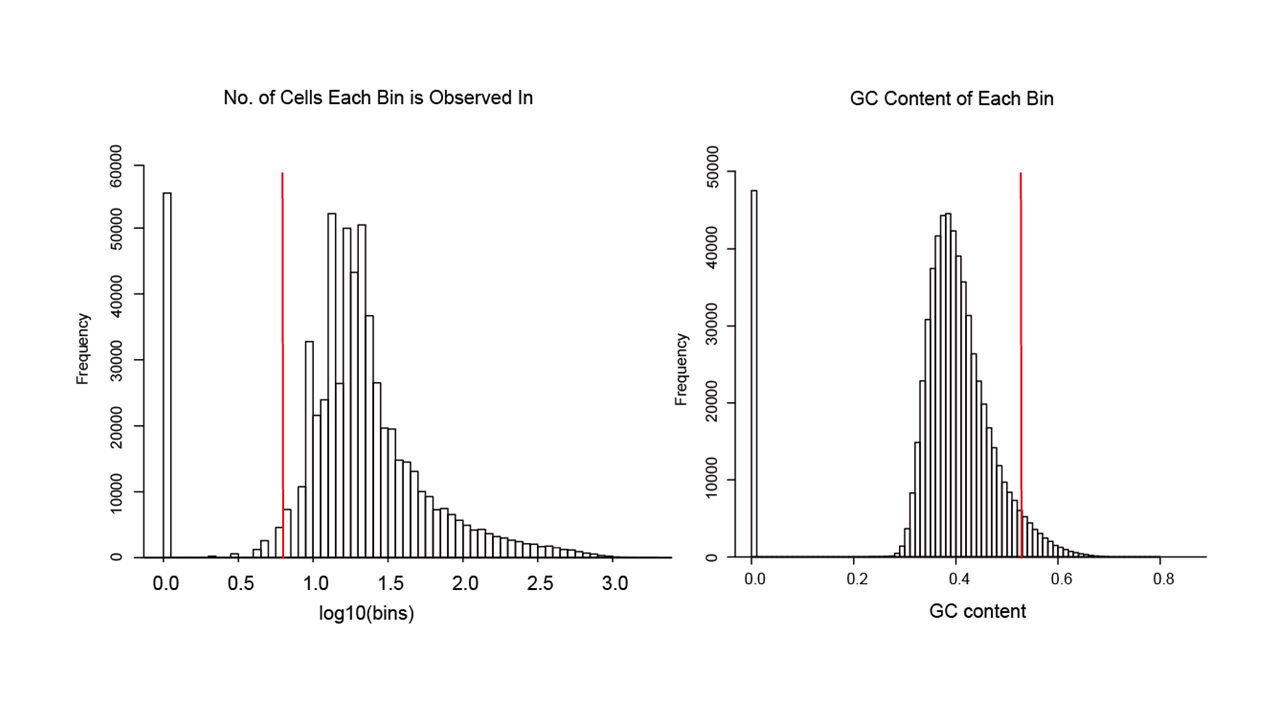 No. of Cells Each Bin is Observed In
Frequency
60000
50000
40000
30000
20000
10000
0
0.0 0.5 1.0 1.5 2.0 2.5 3.0
log10(bins)
GC Content of Each Bin
Frequency
50000
40000
30000
20000
10000
0
0.0 0.2 0.4 0.6 0.8
GC content